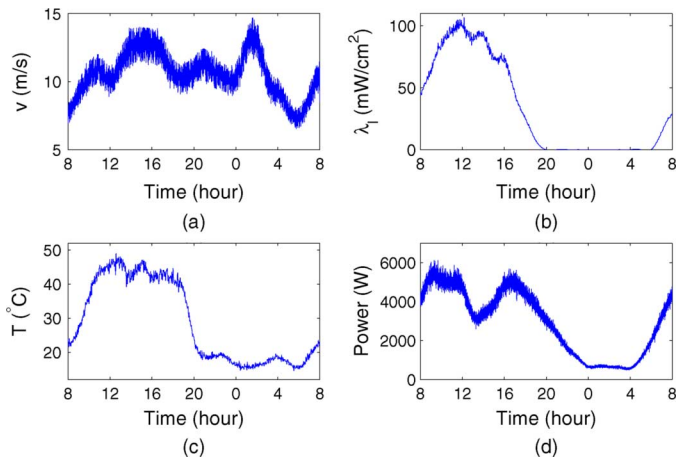 15
10
5
v (m/s)
8 12 16 20 0 4 8
Time (hour)
(a)
100
50
0
λI (mW/cm²)
8 12 16 20 0 4 8
Time (hour)
(b)
50
40
30
20
T (°C)
8 12 16 20 0 4 8
Time (hour)
(c)
6000
4000
2000
0
Power (W)
8 12 16 20 0 4 8
Time (hour)
(d)